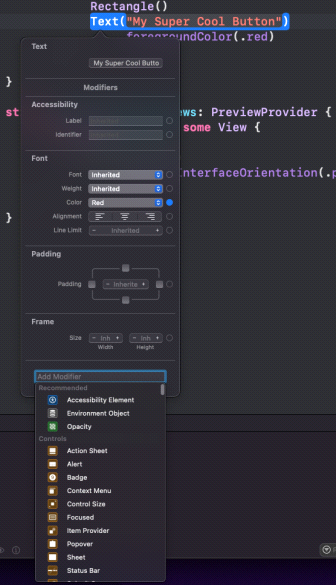 Rectangle()
Text("My Super Cool Button")
foregroundColor(.red)
}
Text
My Super Cool Butto
Modifiers
Accessibility
Label
Identifier
st
ws: PreviewProvider {
some View {
Font
Font Inherited
Weight Inherited
Color Red
Alignment
Line Limit − Inherited +
nterfaceOrientation(.p
}
Padding
Padding − Inherite +
Frame
Size − Inh + − Inh +
Width Height
Add Modifier
Recommended
Accessibility Element
Environment Object
Opacity
Controls
Action Sheet
Alert
Badge
Context Menu
Control Size
Focused
Item Provider
Popover
Sheet
Status Bar